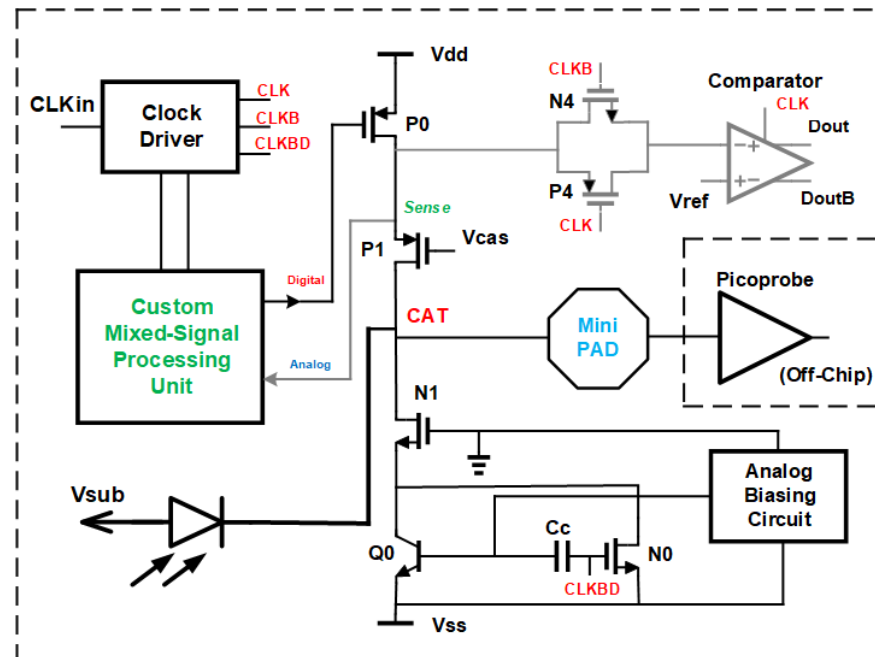 Vdd
CLKin
Clock
Driver
CLK
CLKB
CLKBD
P0
CLKB
N4
Comparator
CLK
Dout
P4
CLK
Vref
DoutB
Sense
P1
Vcas
Custom
Mixed-Signal
Processing
Unit
Digital
Analog
CAT
Mini
PAD
Picoprobe
(Off-Chip)
N1
Vsub
Analog
Biasing
Circuit
Q0
Cc
N0
CLKBD
Vss